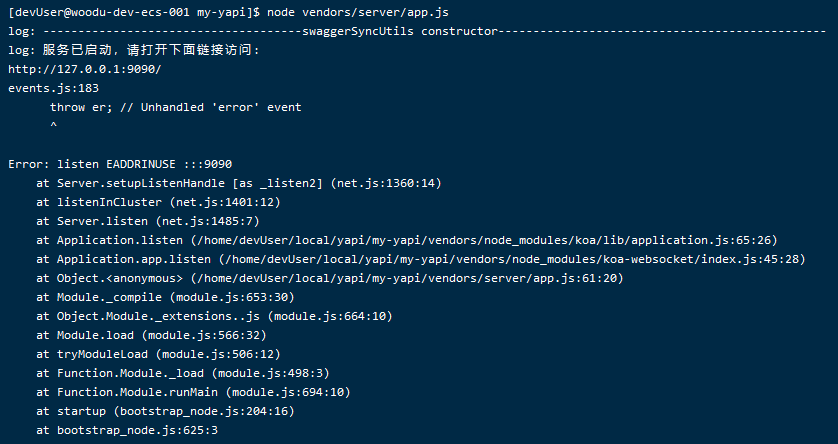 [devUser@woodu-dev-ecs-001 my-yapi]$ node vendors/server/app.js
log: -------------------------------------swaggerSyncUtils constructor-----------------------------------------------
log: 服务已启动，请打开下面链接访问:
http://127.0.0.1:9090/
events.js:183
      throw er; // Unhandled 'error' event
      ^
Error: listen EADDRINUSE :::9090
    at Server.setupListenHandle [as _listen2] (net.js:1360:14)
    at listenInCluster (net.js:1401:12)
    at Server.listen (net.js:1485:7)
    at Application.listen (/home/devUser/local/yapi/my-yapi/vendors/node_modules/koa/lib/application.js:65:26)
    at Application.app.listen (/home/devUser/local/yapi/my-yapi/vendors/node_modules/koa-websocket/index.js:45:28)
    at Object.<anonymous> (/home/devUser/local/yapi/my-yapi/vendors/server/app.js:61:20)
    at Module._compile (module.js:653:30)
    at Object.Module._extensions..js (module.js:664:10)
    at Module.load (module.js:566:32)
    at tryModuleLoad (module.js:506:12)
    at Function.Module._load (module.js:498:3)
    at Function.Module.runMain (module.js:694:10)
    at startup (bootstrap_node.js:204:16)
    at bootstrap_node.js:625:3